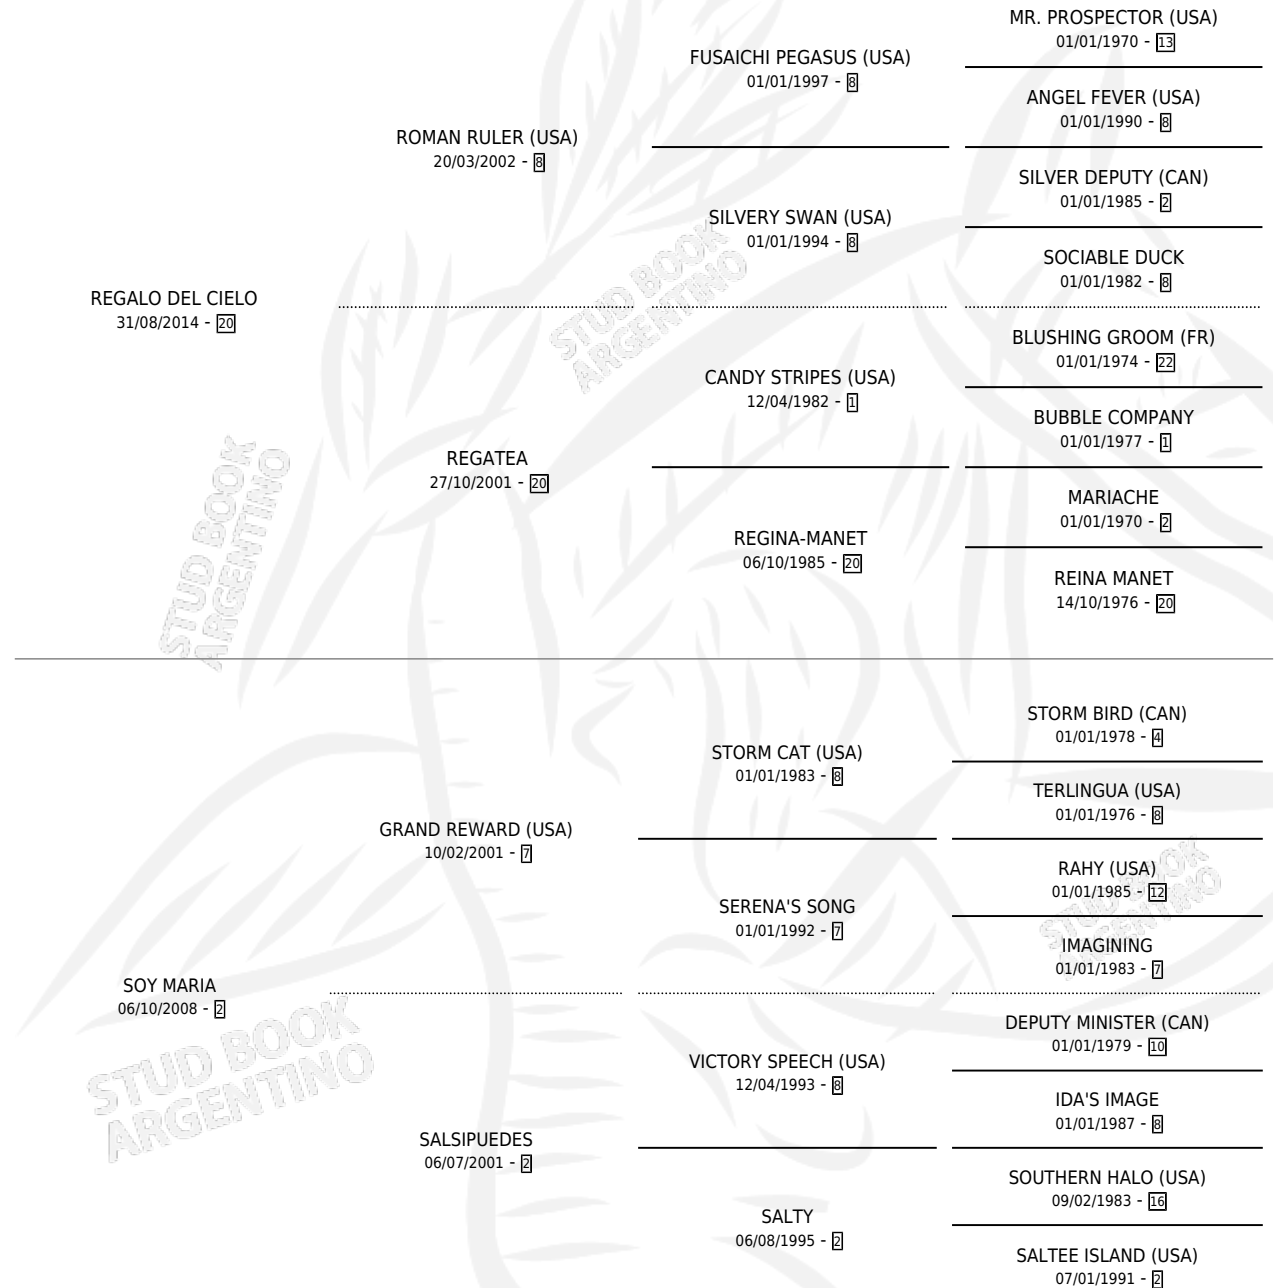 MR. PROSPECTOR (USA)
01/01/1970 - 13
FUSAICHI PEGASUS (USA)
01/01/1997 - 8
ANGEL FEVER (USA)
01/01/1990 - 8
ROMAN RULER (USA)
20/03/2002 - 8
SILVER DEPUTY (CAN)
01/01/1985 - 2
SILVERY SWAN (USA)
01/01/1994 - 8
SOCIABLE DUCK
01/01/1982 - 8
REGALO DEL CIELO
31/08/2014 - 20
STUD BOOK
ARGENTINO
BLUSHING GROOM (FR)
01/01/1974 - 22
CANDY STRIPES (USA)
12/04/1982 - 1
BUBBLE COMPANY
01/01/1977 - 1
REGATEA
27/10/2001 - 20
MARIACHE
01/01/1970 - 2
REGINA-MANET
06/10/1985 - 20
REINA MANET
14/10/1976 - 20
STUD BOOK
ARGENTINO
STORM BIRD (CAN)
01/01/1978 - 4
STORM CAT (USA)
01/01/1983 - 8
TERLINGUA (USA)
01/01/1976 - 8
GRAND REWARD (USA)
10/02/2001 - 7
RAHY (USA)
01/01/1985 - 12
SERENA'S SONG
01/01/1992 - 7
STUD BOOK
ARGENTINO
IMAGINING
01/01/1983 - 7
SOY MARIA
06/10/2008 - 2
STUD BOOK
ARGENTINO
DEPUTY MINISTER (CAN)
01/01/1979 - 10
VICTORY SPEECH (USA)
12/04/1993 - 8
IDA'S IMAGE
01/01/1987 - 8
SALSIPUEDES
06/07/2001 - 2
SOUTHERN HALO (USA)
09/02/1983 - 16
SALTY
06/08/1995 - 2
SALTEE ISLAND (USA)
07/01/1991 - 2